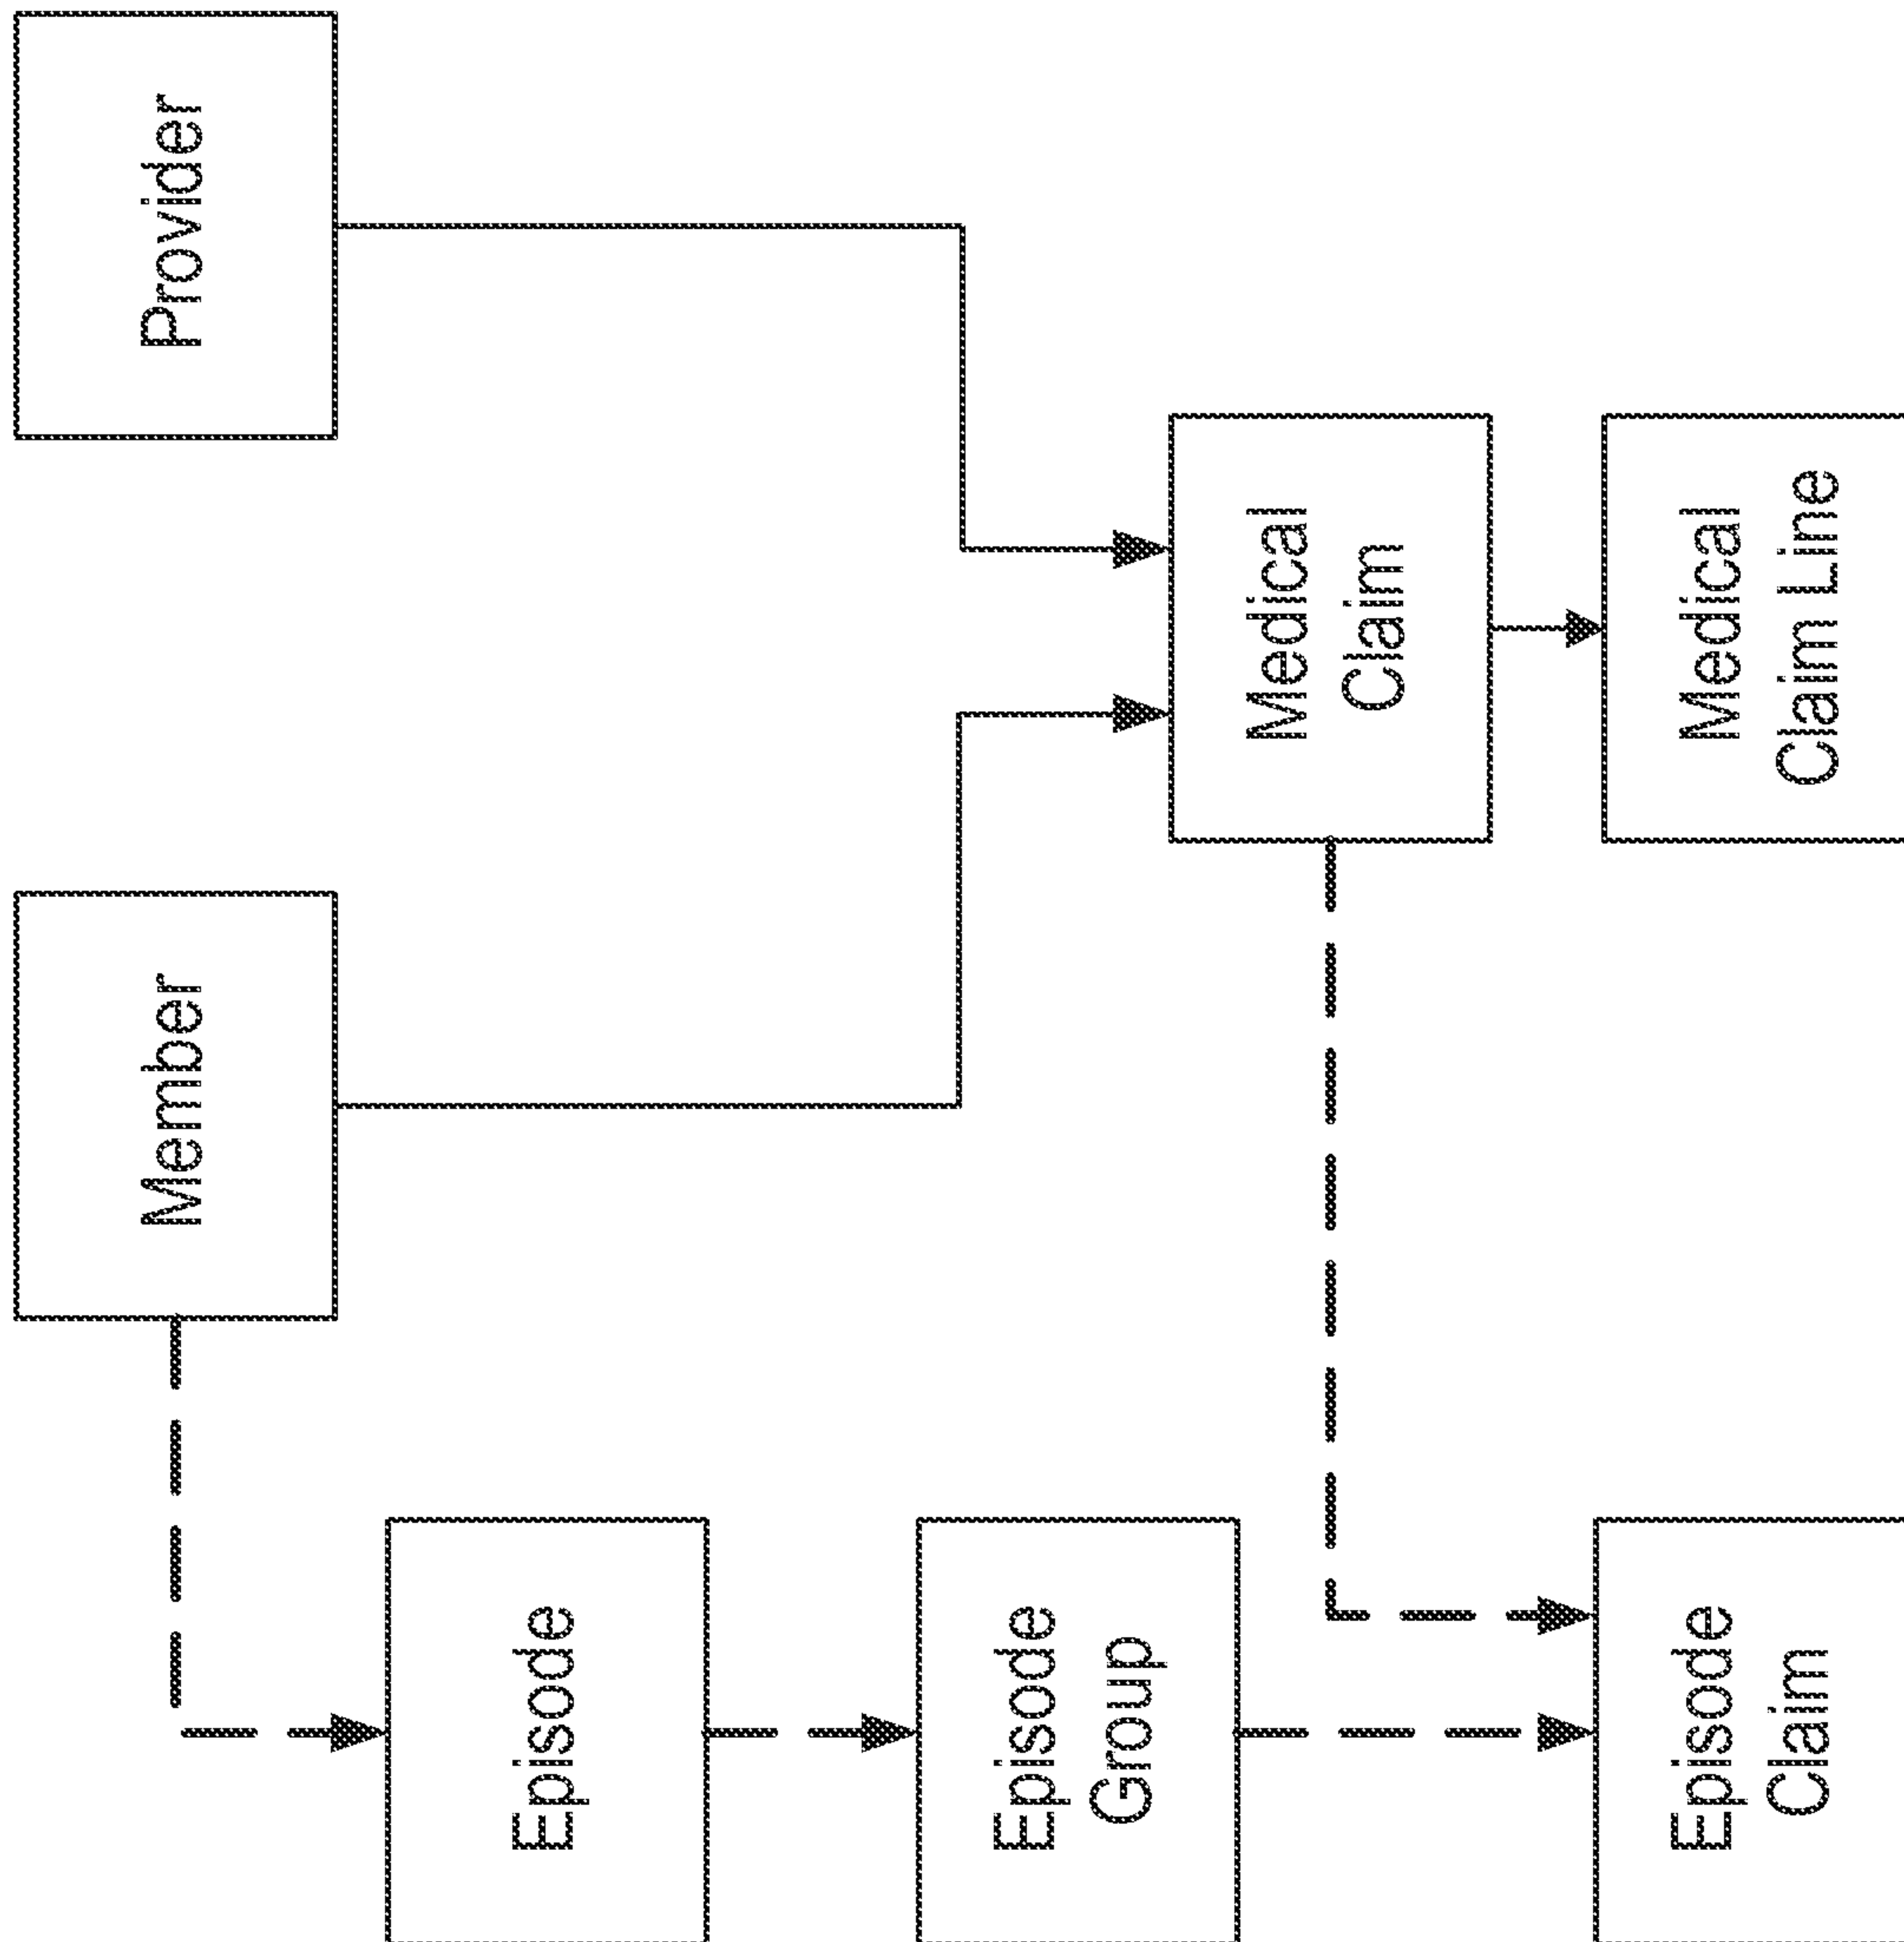 Provider
Member
Episode
Episode
Group
Medical
Claim
Medical
Claim Line
Episode
Claim